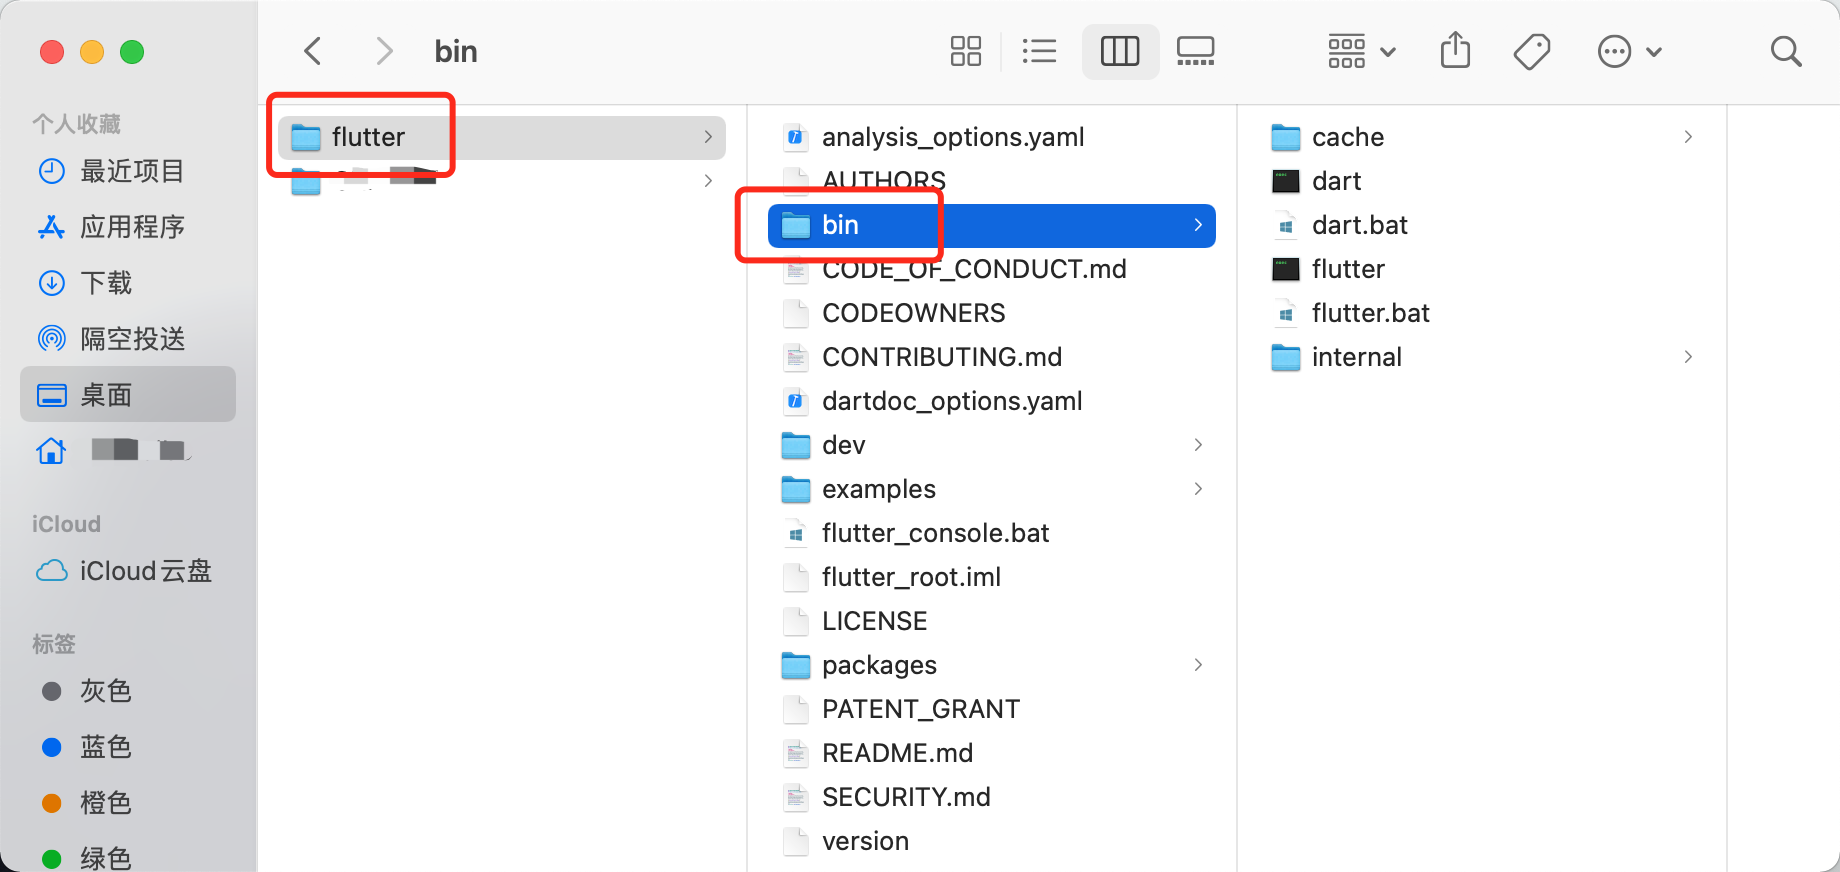 bin
个人收藏
最近项目
应用程序
下载
隔空投送
桌面
iCloud
iCloud云盘
标签
灰色
蓝色
橙色
绿色
flutter
analysis_options.yaml
AUTHORS
bin
CODE_OF_CONDUCT.md
CODEOWNERS
CONTRIBUTING.md
dartdoc_options.yaml
dev
examples
flutter_console.bat
flutter_root.iml
LICENSE
packages
PATENT_GRANT
README.md
SECURITY.md
version
cache
dart
dart.bat
flutter
flutter.bat
internal